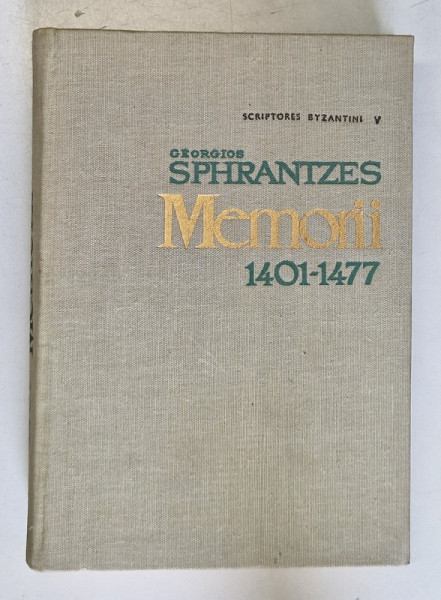 SCRIPTORES BYZANTINI V
GEORGIOS
SPHRANTZES
Memorii
1401-1477